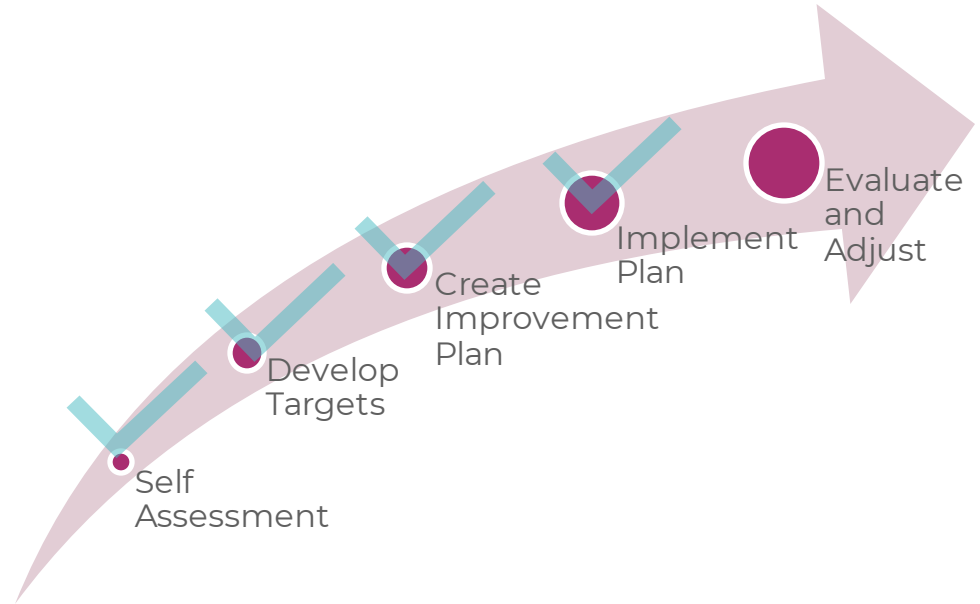 Self
Assessment
Develop
Targets
Create
Improvement
Plan
Implement
Plan
Evaluate
and
Adjust